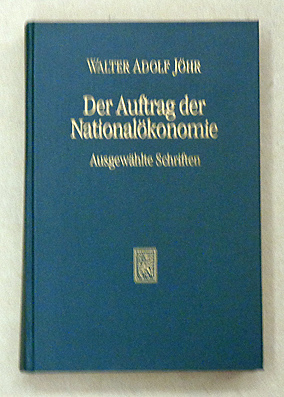 WALTER ADOLF JÖHR
Der Auftrag der
Nationalökonomie
Ausgewählte Schriften